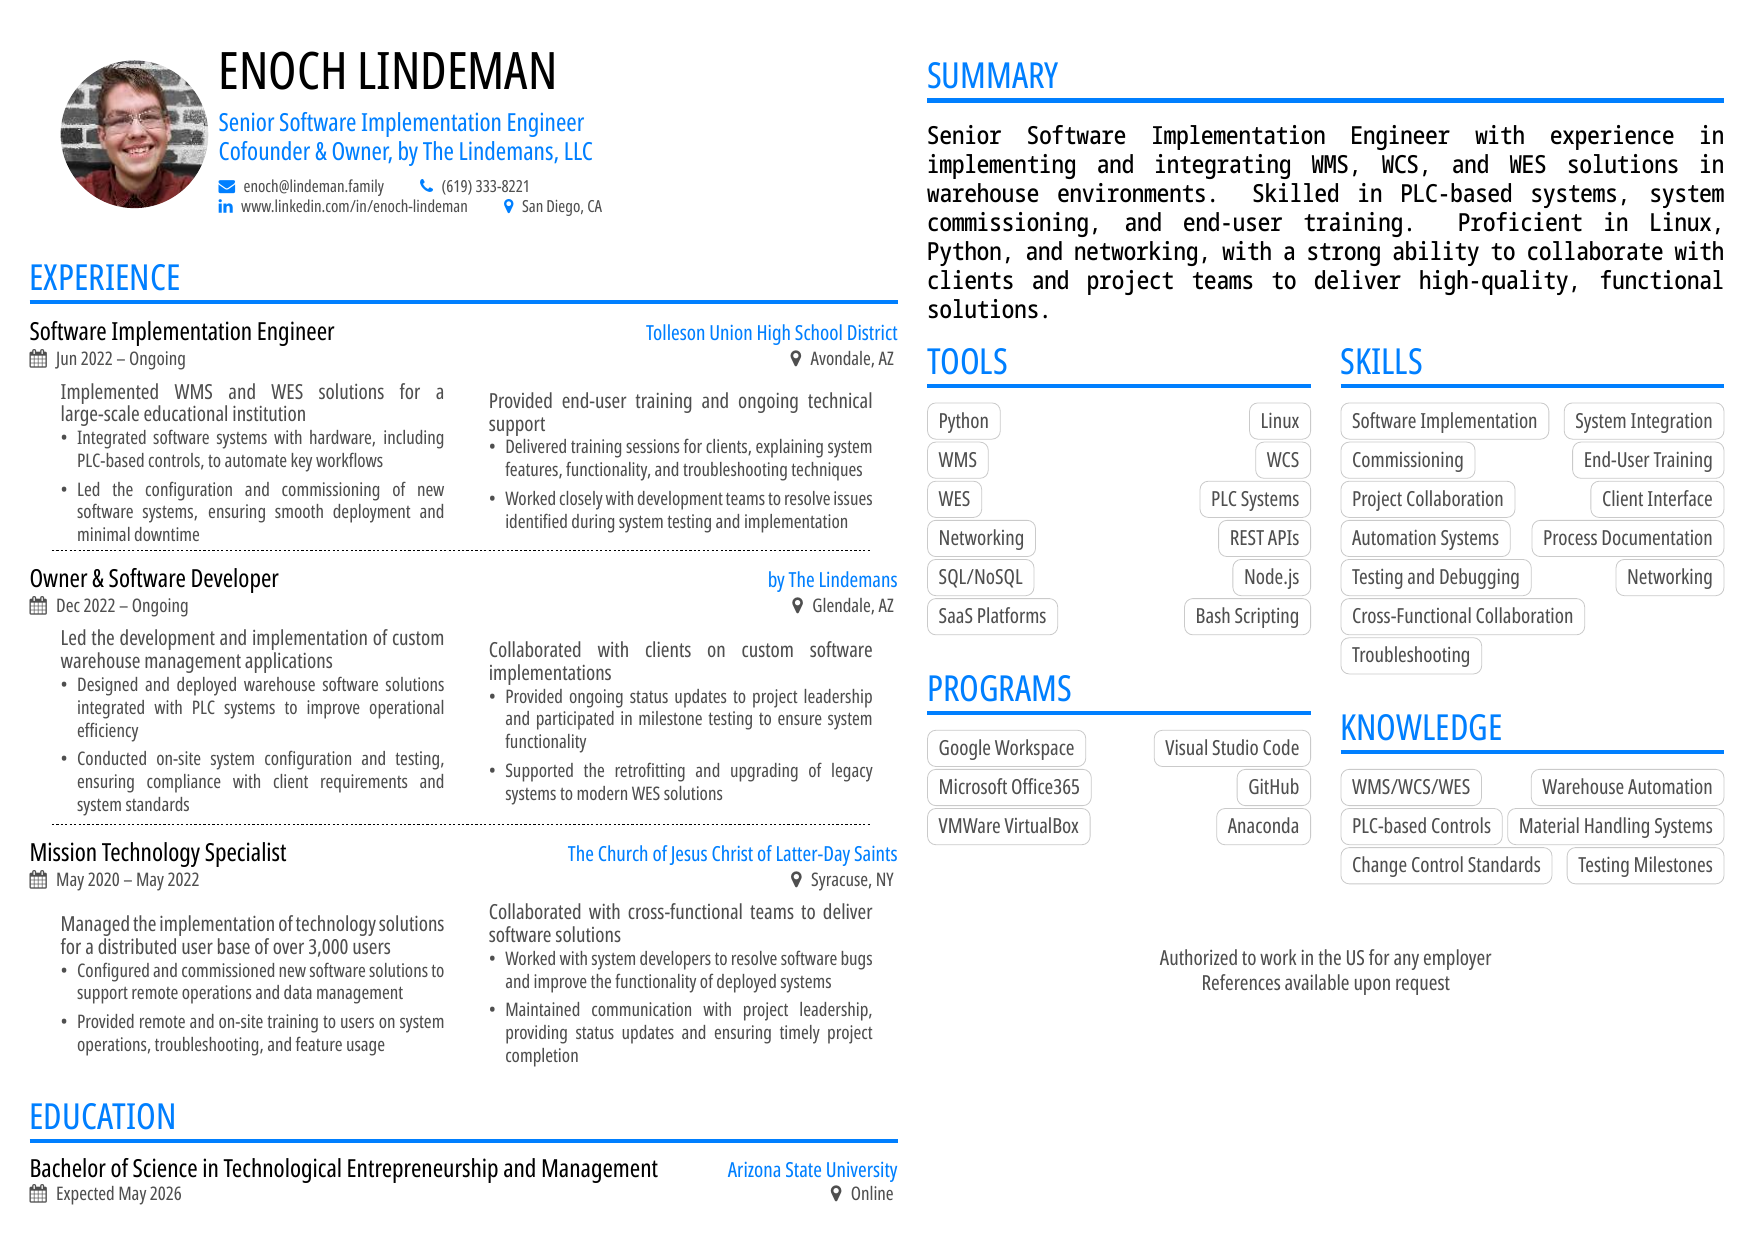 ENOCH LINDEMAN
Senior Software Implementation Engineer
Cofounder & Owner, by The Lindemans, LLC
enoch@lindeman.family (619) 333-8221
www.linkedin.com/in/enoch-lindeman San Diego, CA
EXPERIENCE
Software Implementation Engineer Tolleson Union High School District
Jun 2022 – Ongoing Avondale, AZ
Implemented WMS and WES solutions for a
large-scale educational institution
• Integrated software systems with hardware, including
PLC-based controls, to automate key workflows
• Led the configuration and commissioning of new
software systems, ensuring smooth deployment and
minimal downtime
Provided end-user training and ongoing technical
support
• Delivered training sessions for clients, explaining system
features, functionality, and troubleshooting techniques
• Worked closely with development teams to resolve issues
identified during system testing and implementation
Owner & Software Developer by The Lindemans
Dec 2022 – Ongoing Glendale, AZ
Led the development and implementation of custom
warehouse management applications
• Designed and deployed warehouse software solutions
integrated with PLC systems to improve operational
efficiency
• Conducted on-site system configuration and testing,
ensuring compliance with client requirements and
system standards
Collaborated with clients on custom software
implementations
• Provided ongoing status updates to project leadership
and participated in milestone testing to ensure system
functionality
• Supported the retrofitting and upgrading of legacy
systems to modern WES solutions
Mission Technology Specialist The Church of Jesus Christ of Latter-Day Saints
May 2020 – May 2022 Syracuse, NY
Managed the implementation of technology solutions
for a distributed user base of over 3,000 users
• Configured and commissioned new software solutions to
support remote operations and data management
• Provided remote and on-site training to users on system
operations, troubleshooting, and feature usage
Collaborated with cross-functional teams to deliver
software solutions
• Worked with system developers to resolve software bugs
and improve the functionality of deployed systems
• Maintained communication with project leadership,
providing status updates and ensuring timely project
completion
EDUCATION
Bachelor of Science in Technological Entrepreneurship and Management Arizona State University
Expected May 2026 Online
SUMMARY
Senior Software Implementation Engineer with experience in
implementing and integrating WMS, WCS, and WES solutions in
warehouse environments. Skilled in PLC-based systems, system
commissioning, and end-user training. Proficient in Linux,
Python, and networking, with a strong ability to collaborate with
clients and project teams to deliver high-quality, functional
solutions.
TOOLS
Python Linux
WMS WCS
WES PLC Systems
Networking REST APIs
SQL/NoSQL Node.js
SaaS Platforms Bash Scripting
PROGRAMS
Google Workspace Visual Studio Code
Microsoft Office365 GitHub
VMWare VirtualBox Anaconda
SKILLS
Software Implementation System Integration
Commissioning End-User Training
Project Collaboration Client Interface
Automation Systems Process Documentation
Testing and Debugging Networking
Cross-Functional Collaboration
Troubleshooting
KNOWLEDGE
WMS/WCS/WES Warehouse Automation
PLC-based Controls Material Handling Systems
Change Control Standards Testing Milestones
Authorized to work in the US for any employer
References available upon request